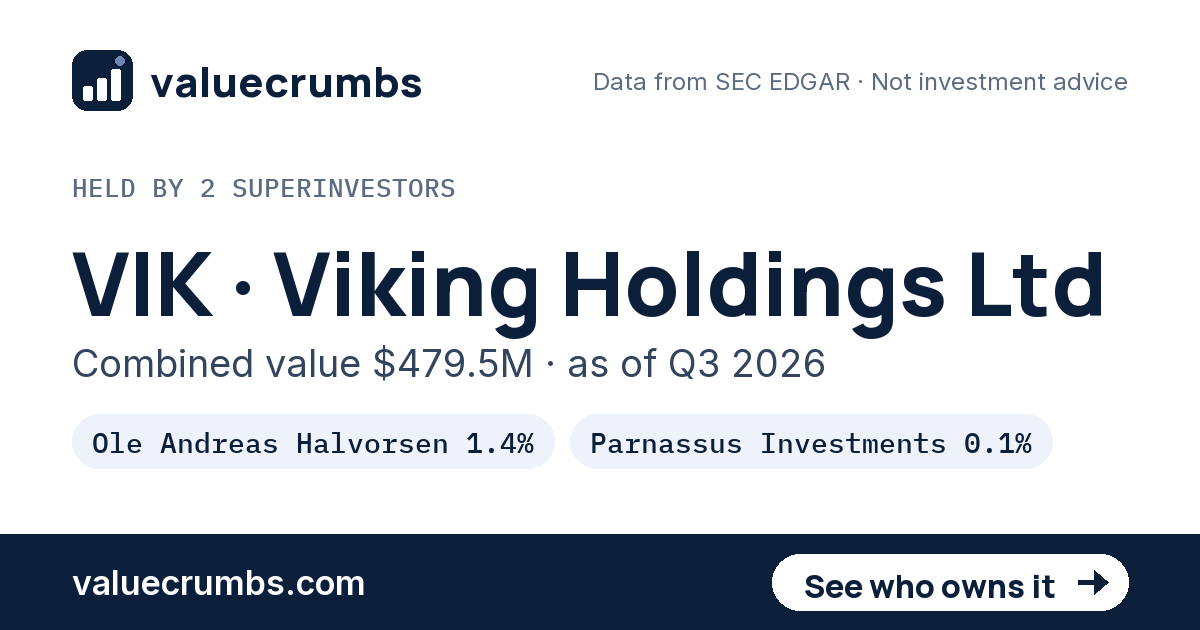 valuecrumbs
Data from SEC EDGAR · Not investment advice
HELD BY 2 SUPERINVESTORS
VIK · Viking Holdings Ltd
Combined value $479.5M · as of Q3 2026
Ole Andreas Halvorsen 1.4%
Parnassus Investments 0.1%
valuecrumbs.com
See who owns it →